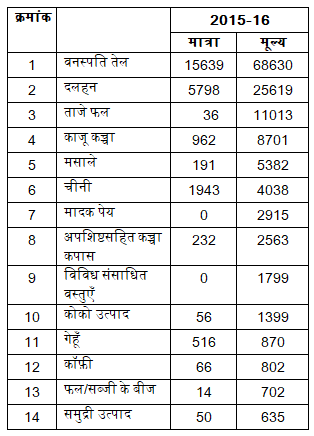 क्रमांक 2015-16
मात्रा मूल्य
1 वनस्पति तेल 15639 68630
2 दलहन 5798 25619
3 ताजे फल 36 11013
4 काजू कच्चा 962 8701
5 मसाले 191 5382
6 चीनी 1943 4038
7 मादक पेय 0 2915
8 अपशिष्टसहित कच्चा 232 2563
कपास
9 विविध संसाधित 0 1799
वस्तुएँ
10 कोको उत्पाद 56 1399
11 गेहूँ 516 870
12 कॉफ़ी 66 802
13 फल/सब्जी के बीज 14 702
14 समुद्री उत्पाद 50 635